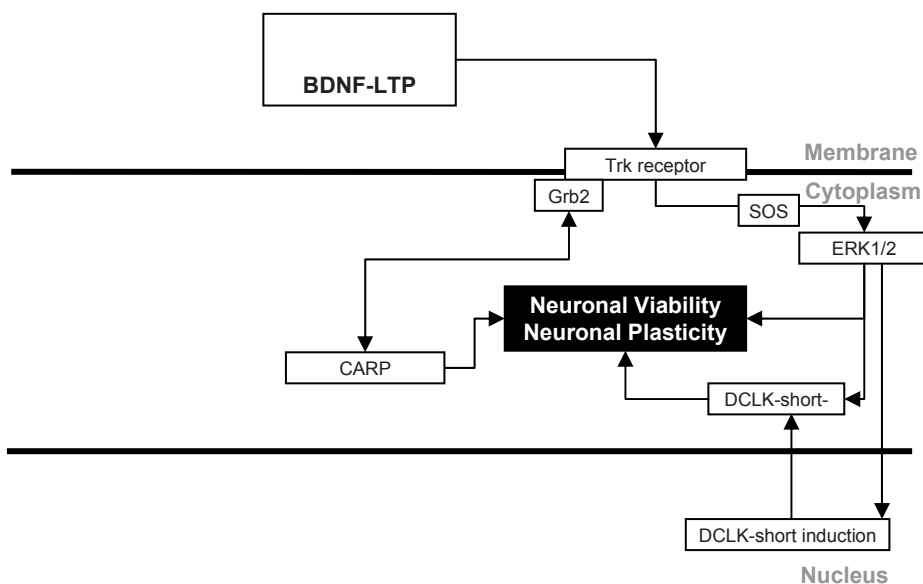 BDNF-LTP
Membrane
Trk receptor
Cytoplasm
Grb2
SOS
ERK1/2
Neuronal Viability
Neuronal Plasticity
CARP
DCLK-short-
DCLK-short induction
Nucleus